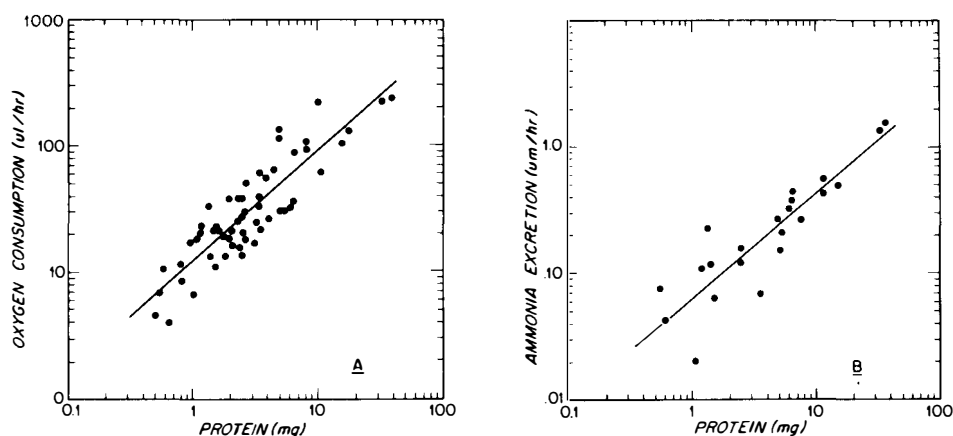 OXYGEN CONSUMPTION (ul/hr)
1000
100
10
0
0.1
1
10
100
PROTEIN (mg)
A
AMMONIA EXCRETION (um/hr)
1.0
.10
.01
0.1
1
10
100
PROTEIN (mg)
B